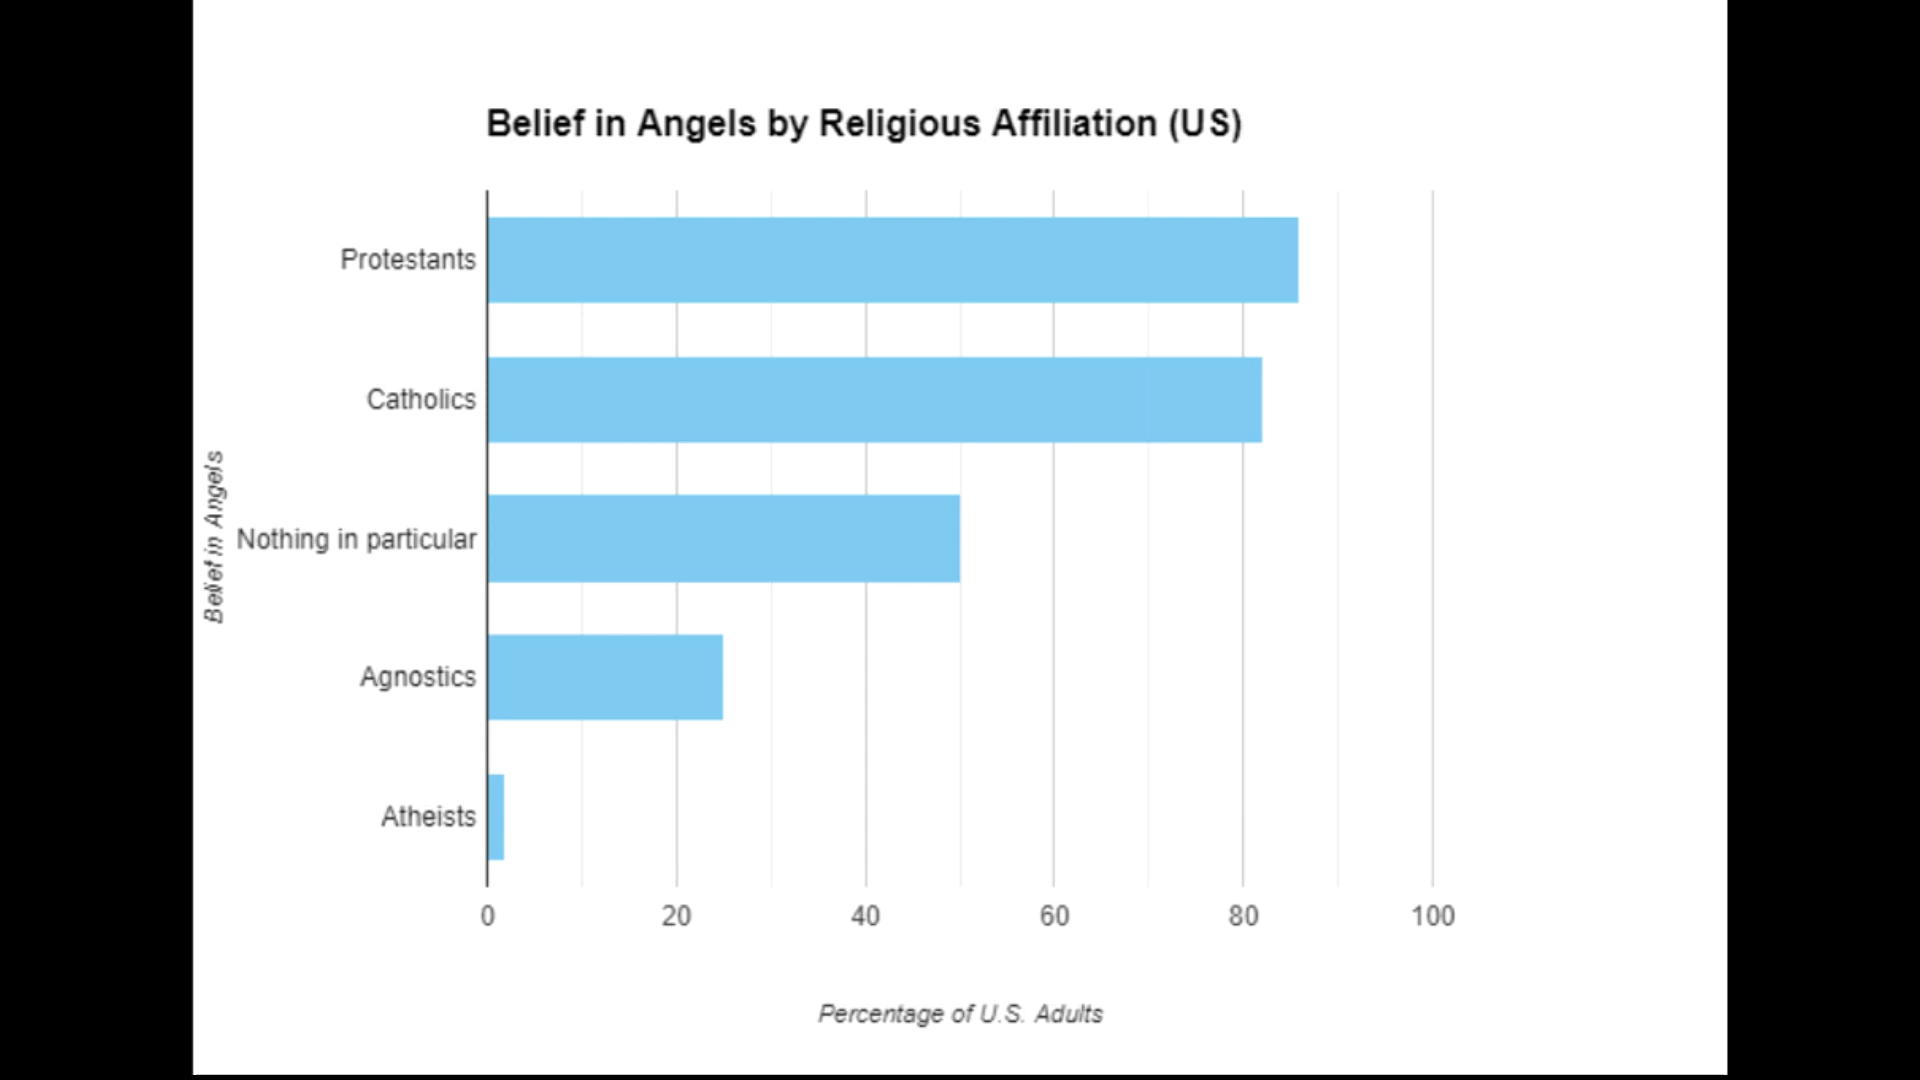 Belief in Angels by Religious Affiliation (US)
Protestants
Catholics
Nothing in particular
Agnostics
Atheists
Belief in Angels
0 20 40 60 80 100
Percentage of U.S. Adults